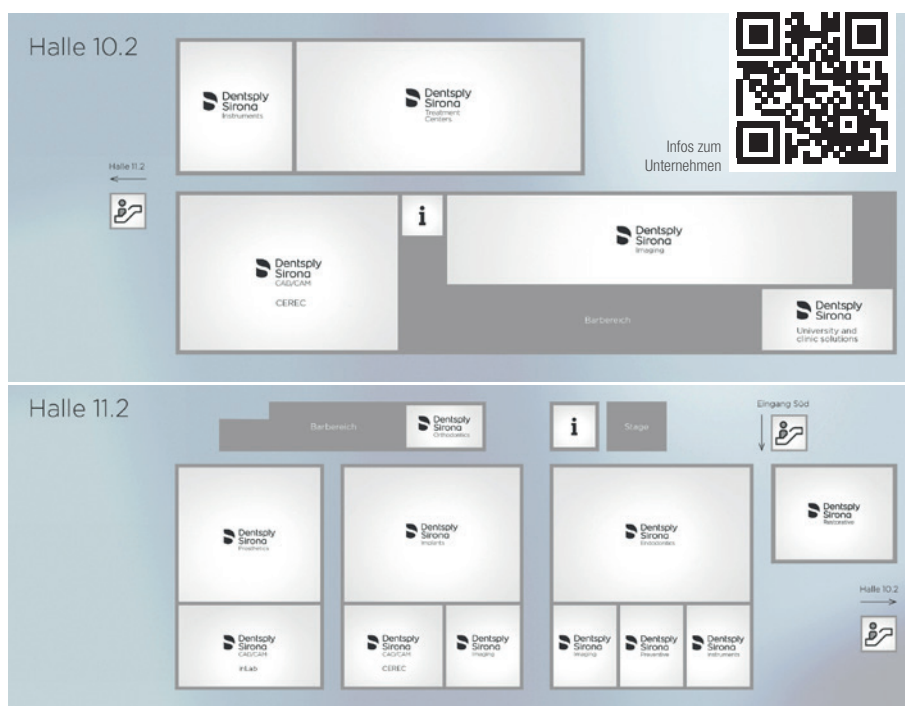 Halle 10.2
Dentsply
Sirona
Instruments
Dentsply
Sirona
Treatment
Centers
Infos zum
Unternehmen
Halle 11.2
i
Dentsply
Sirona
CAD/CAM
CEREC
Dentsply
Sirona
Imaging
Barbereich
Dentsply
Sirona
University and
clinic solutions
Halle 11.2
Barbereich
Dentsply
Sirona
Orthodontics
i
Stage
Eingang Süd
Dentsply
Sirona
Prosthetics
Dentsply
Sirona
Implants
Dentsply
Sirona
Endodontics
Dentsply
Sirona
Restorative
Halle 10.2
Dentsply
Sirona
CAD/CAM
inLab
Dentsply
Sirona
CAD/CAM
CEREC
Dentsply
Sirona
Imaging
Dentsply
Sirona
Imaging
Dentsply
Sirona
Preventive
Dentsply
Sirona
Instruments